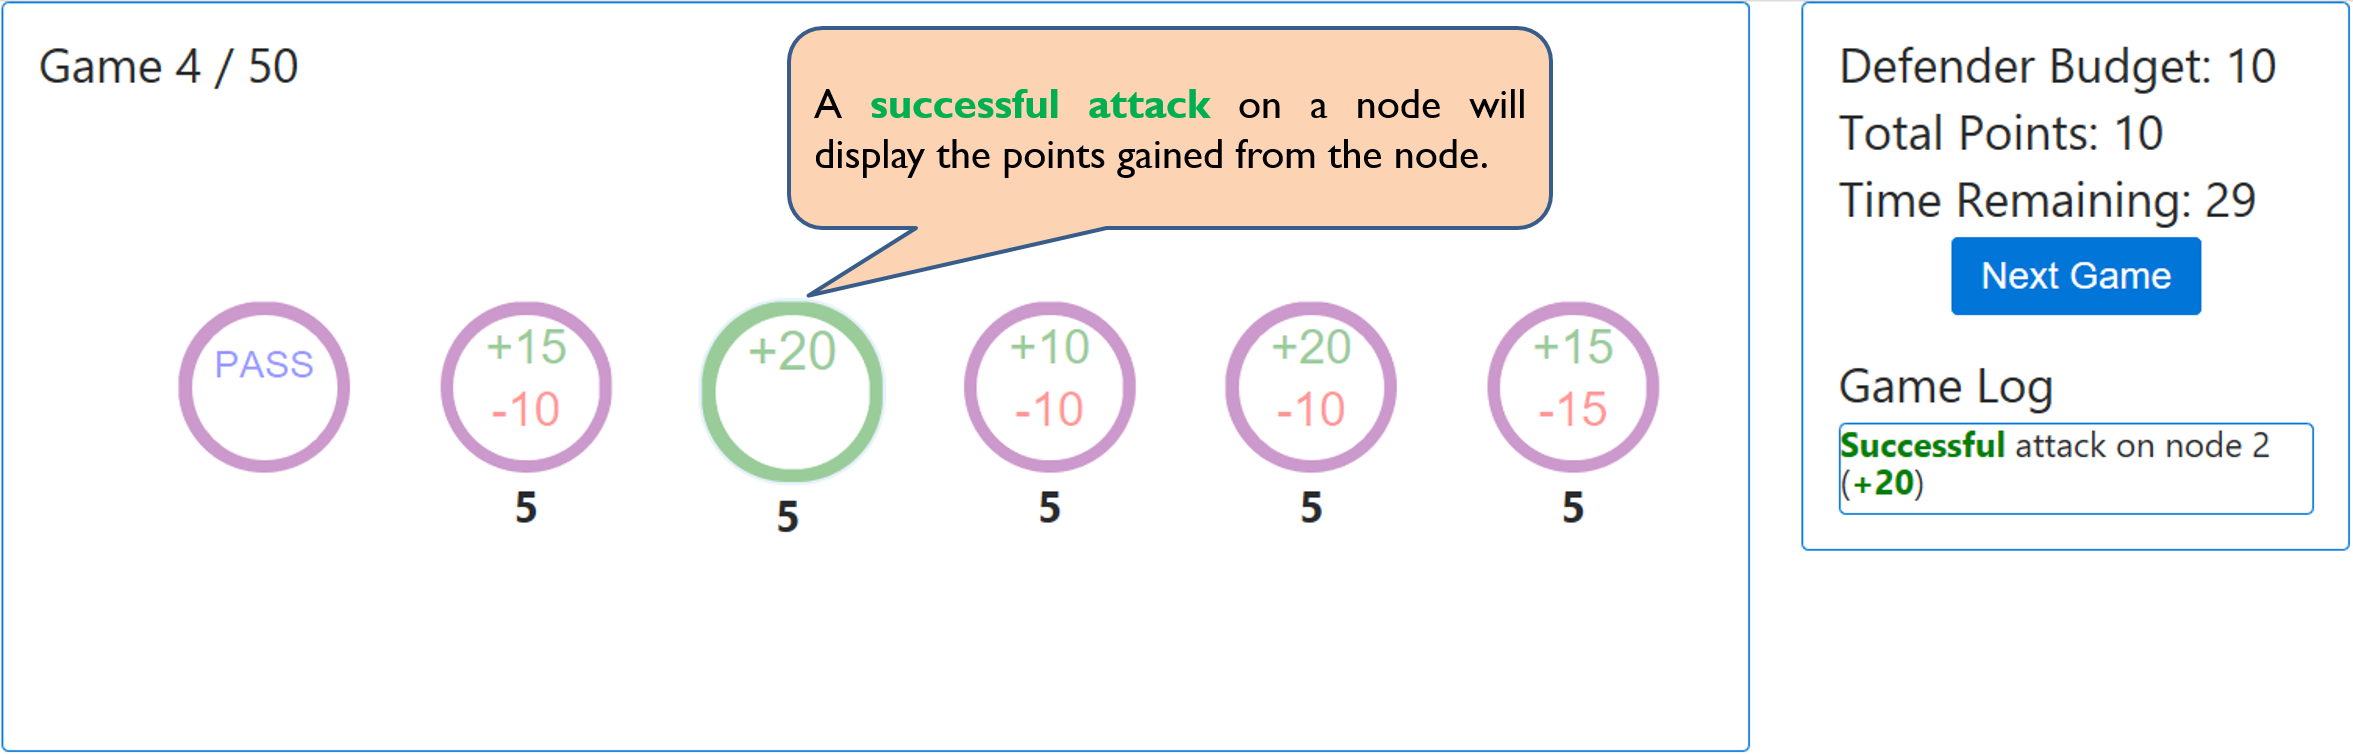 Game 4 / 50
A successful attack on a node will
display the points gained from the node.
PASS
+15
-10
5
+20
5
+10
-10
5
+20
-10
5
+15
-15
5
Defender Budget: 10
Total Points: 10
Time Remaining: 29
Next Game
Game Log
Successful attack on node 2
(+20)